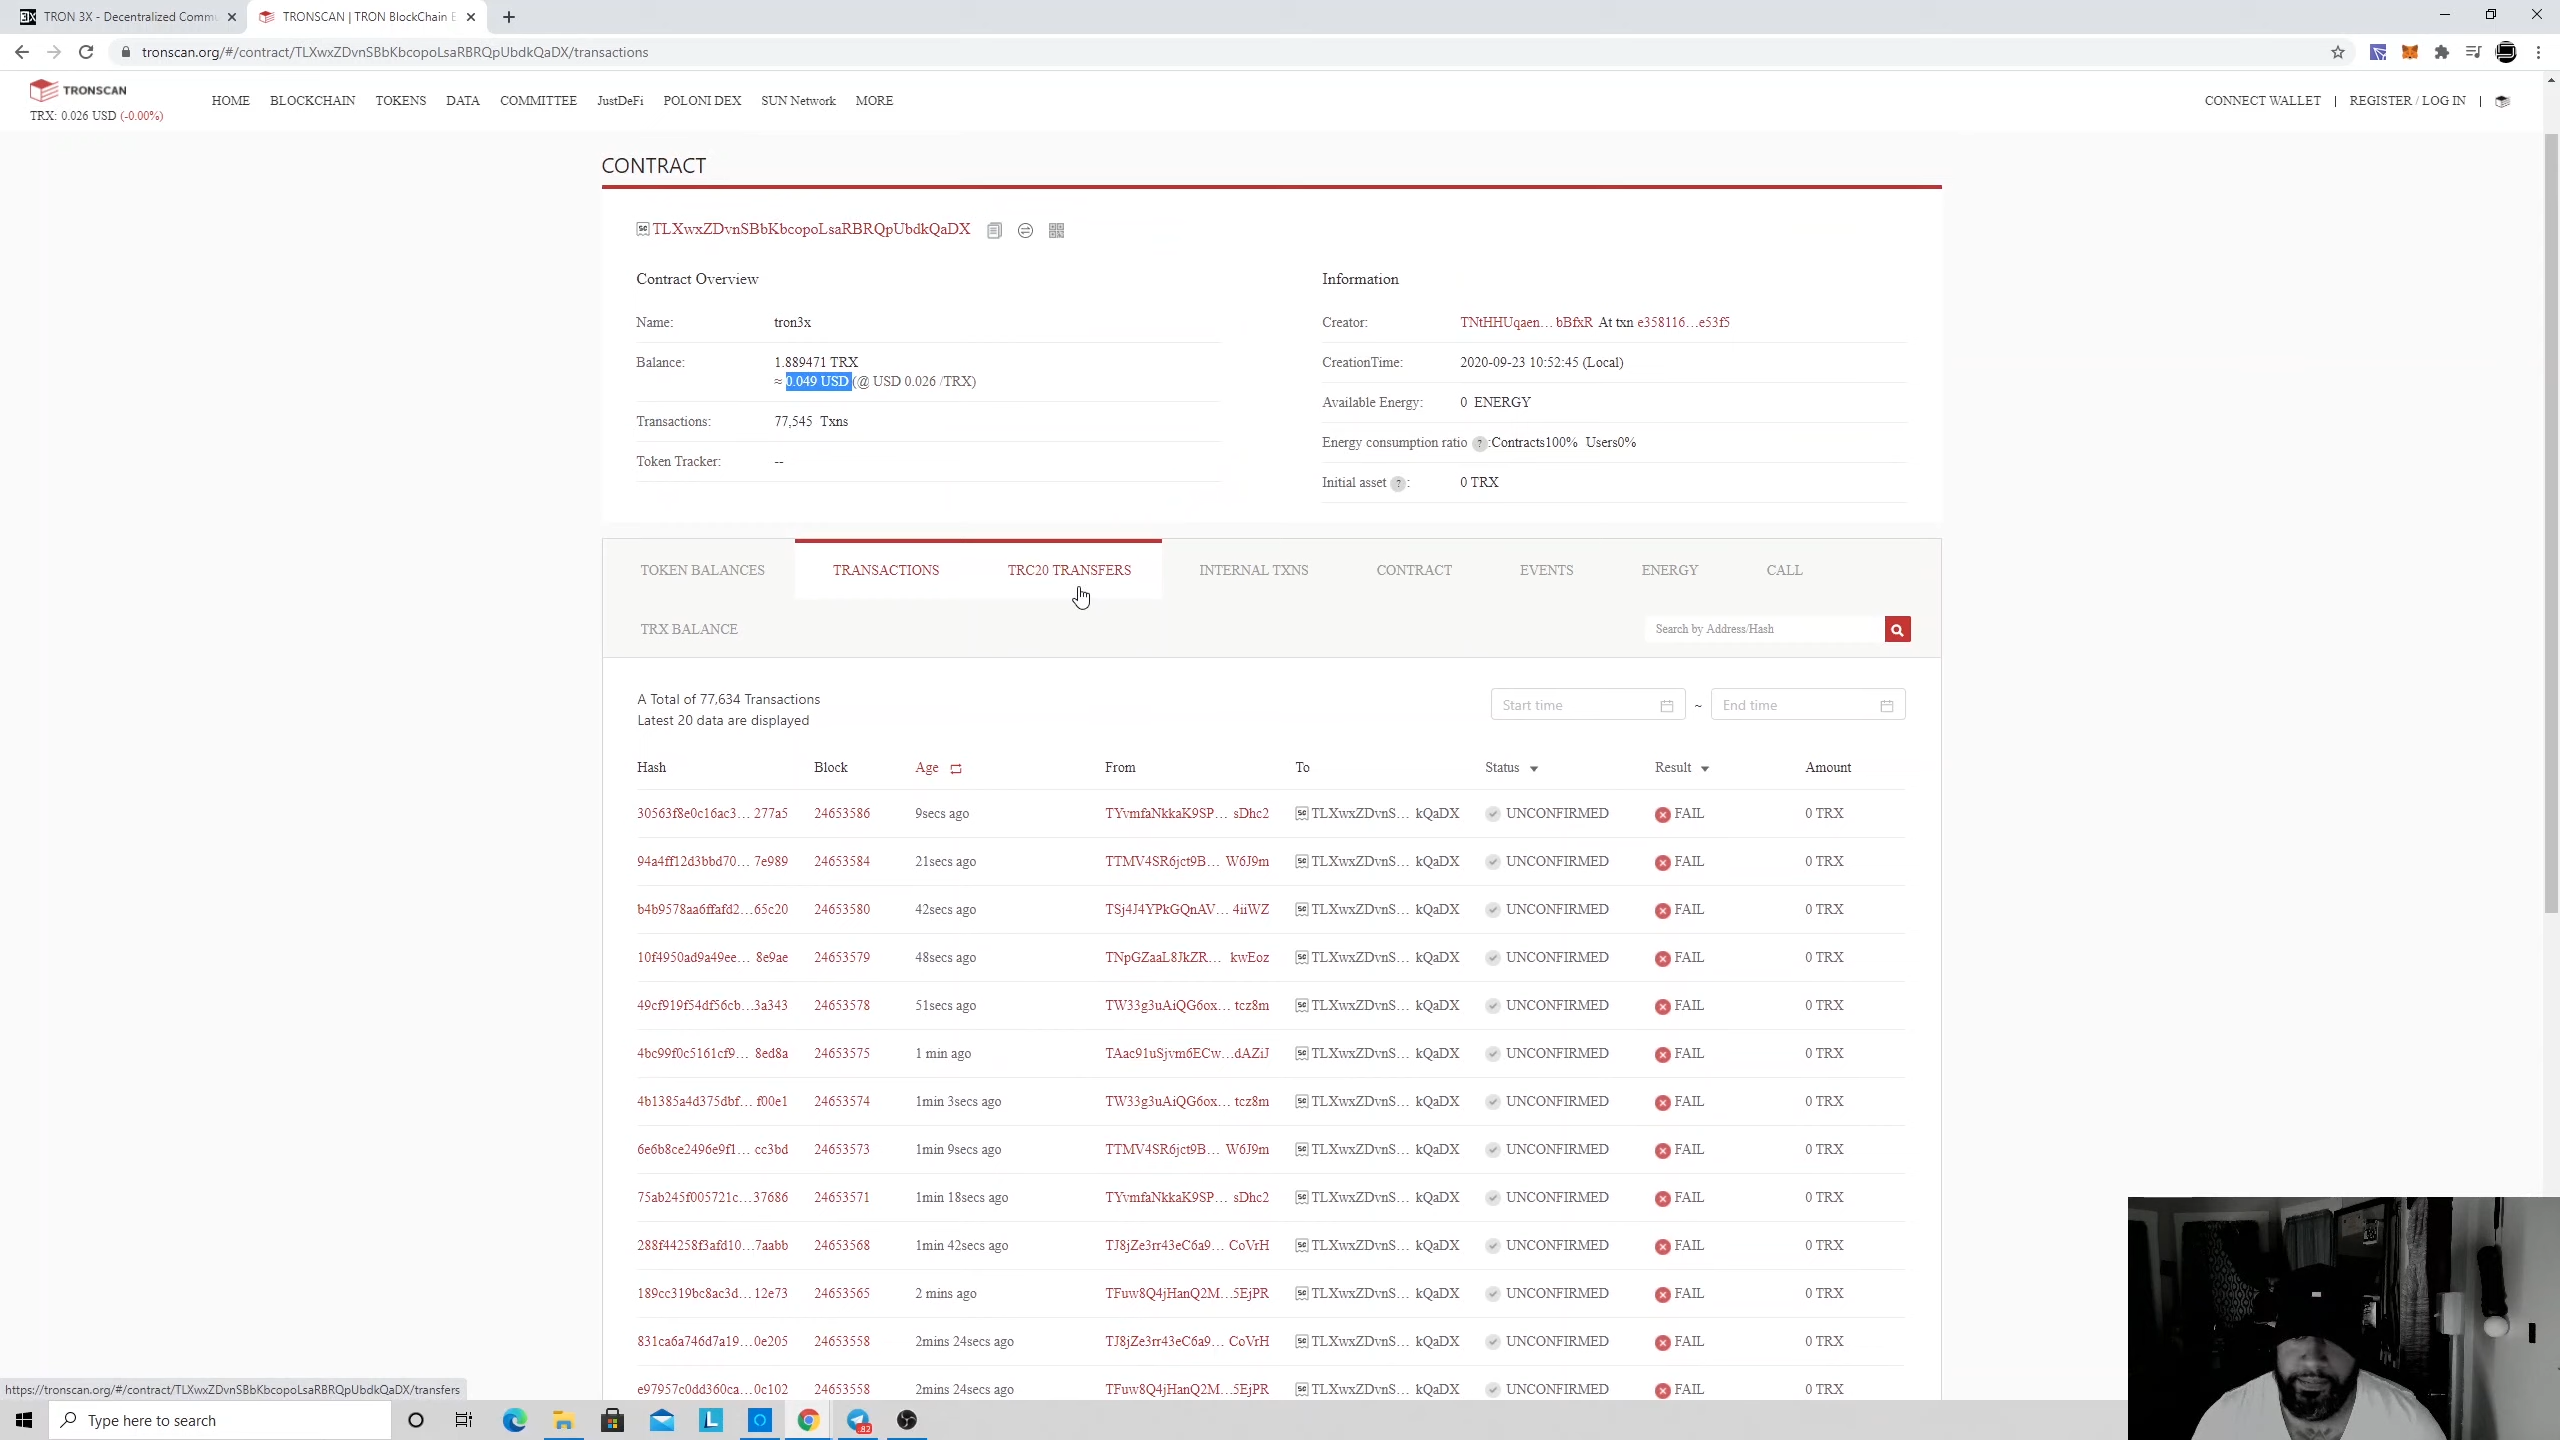 TRON 3X - Decentralized Commu
TRONSCAN | TRON BlockChain E
tronscan.org/#/contract/TLXwxZDvnSBbKbcopoLsaRBRQpUbdkQaDX/transactions
TRONSCAN
TRX: 0.026 USD (-0.00%)
HOME BLOCKCHAIN TOKENS DATA COMMITTEE JustDeFi POLONI DEX SUN Network MORE
CONNECT WALLET | REGISTER / LOG IN |
CONTRACT
TLXwxZDvnSBbKbcopoLsaRBRQpUbdkQaDX
Contract Overview
Name: tron3x
Balance: 1.889471 TRX
≈ 0.049 USD (@ USD 0.026 /TRX)
Transactions: 77,545 Txns
Token Tracker: --
Information
Creator: TNtHHUqaen... bBfxR At txn e358116...e53f5
CreationTime: 2020-09-23 10:52:45 (Local)
Available Energy: 0 ENERGY
Energy consumption ratio ? :Contracts100% Users0%
Initial asset ? : 0 TRX
TOKEN BALANCES TRANSACTIONS TRC20 TRANSFERS INTERNAL TXNS CONTRACT EVENTS ENERGY CALL
TRX BALANCE
Search by Address/Hash
A Total of 77,634 Transactions
Latest 20 data are displayed
Start time ~ End time
Hash Block Age From To Status Result Amount
30563f8e0c16ac3... 277a5 24653586 9secs ago TYvmfaNkkaK9SP... sDhc2 TLXwxZDvnS... kQaDX UNCONFIRMED FAIL 0 TRX
94a4ff12d3bbd70... 7e989 24653584 21secs ago TTMV4SR6jct9B... W6J9m TLXwxZDvnS... kQaDX UNCONFIRMED FAIL 0 TRX
b4b9578aa6ffafd2...65c20 24653580 42secs ago TSj4J4YPkGQnAV... 4iiWZ TLXwxZDvnS... kQaDX UNCONFIRMED FAIL 0 TRX
10f4950ad9a49ee... 8e9ae 24653579 48secs ago TNpGZaaL8JkZR... kwEoz TLXwxZDvnS... kQaDX UNCONFIRMED FAIL 0 TRX
49cf919f54df56cb...3a343 24653578 51secs ago TW33g3uAiQG6ox... tcz8m TLXwxZDvnS... kQaDX UNCONFIRMED FAIL 0 TRX
4bc99f0c5161cf9... 8ed8a 24653575 1 min ago TAac91uSjvm6ECw...dAZiJ TLXwxZDvnS... kQaDX UNCONFIRMED FAIL 0 TRX
4b1385a4d375dbf... f00e1 24653574 1min 3secs ago TW33g3uAiQG6ox... tcz8m TLXwxZDvnS... kQaDX UNCONFIRMED FAIL 0 TRX
6e6b8ce2496e9f1... cc3bd 24653573 1min 9secs ago TTMV4SR6jct9B... W6J9m TLXwxZDvnS... kQaDX UNCONFIRMED FAIL 0 TRX
75ab245f005721c...37686 24653571 1min 18secs ago TYvmfaNkkaK9SP... sDhc2 TLXwxZDvnS... kQaDX UNCONFIRMED FAIL 0 TRX
288f44258f3afd10...7aabb 24653568 1min 42secs ago TJ8jZe3rr43eC6a9... CoVrH TLXwxZDvnS... kQaDX UNCONFIRMED FAIL 0 TRX
189cc319bc8ac3d... 12e73 24653565 2 mins ago TFuw8Q4jHanQ2M...5EjPR TLXwxZDvnS... kQaDX UNCONFIRMED FAIL 0 TRX
831ca6a746d7a19...0e205 24653558 2mins 24secs ago TJ8jZe3rr43eC6a9... CoVrH TLXwxZDvnS... kQaDX UNCONFIRMED FAIL 0 TRX
e97957c0dd360ca...0c102 24653558 2mins 24secs ago TFuw8Q4jHanQ2M...5EjPR TLXwxZDvnS... kQaDX UNCONFIRMED FAIL 0 TRX
https://tronscan.org/#/contract/TLXwxZDvnSBbKbcopoLsaRBRQpUbdkQaDX/transfers
Type here to search